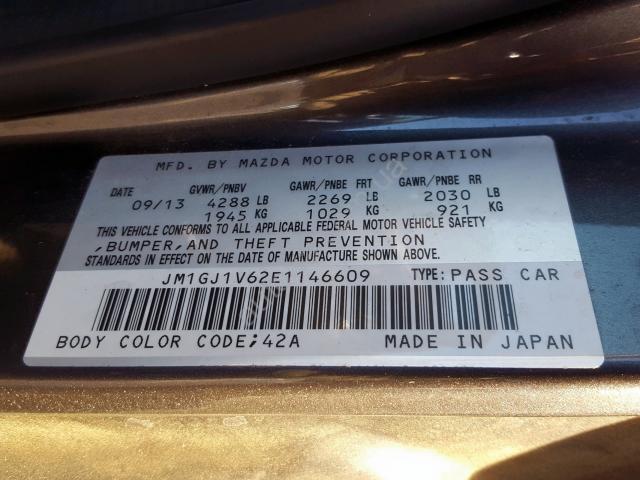 MFD. BY MAZDA MOTOR CORPORATION
DATE GVWR/PNBV GAWR/PNBE FRT GAWR/PNBE RR
09/13 4288 LB 2269 LB 2030 LB
1945 KG 1029 KG 921 KG
THIS VEHICLE CONFORMS TO ALL APPLICABLE FEDERAL MOTOR VEHICLE SAFETY
,BUMPER,AND THEFT PREVENTION
STANDARDS IN EFFECT ON THE DATE OF MANUFACTURE SHOWN ABOVE.
JM1GJ1V62E1146609 TYPE: PASS CAR
BODY COLOR CODE;42A MADE IN JAPAN